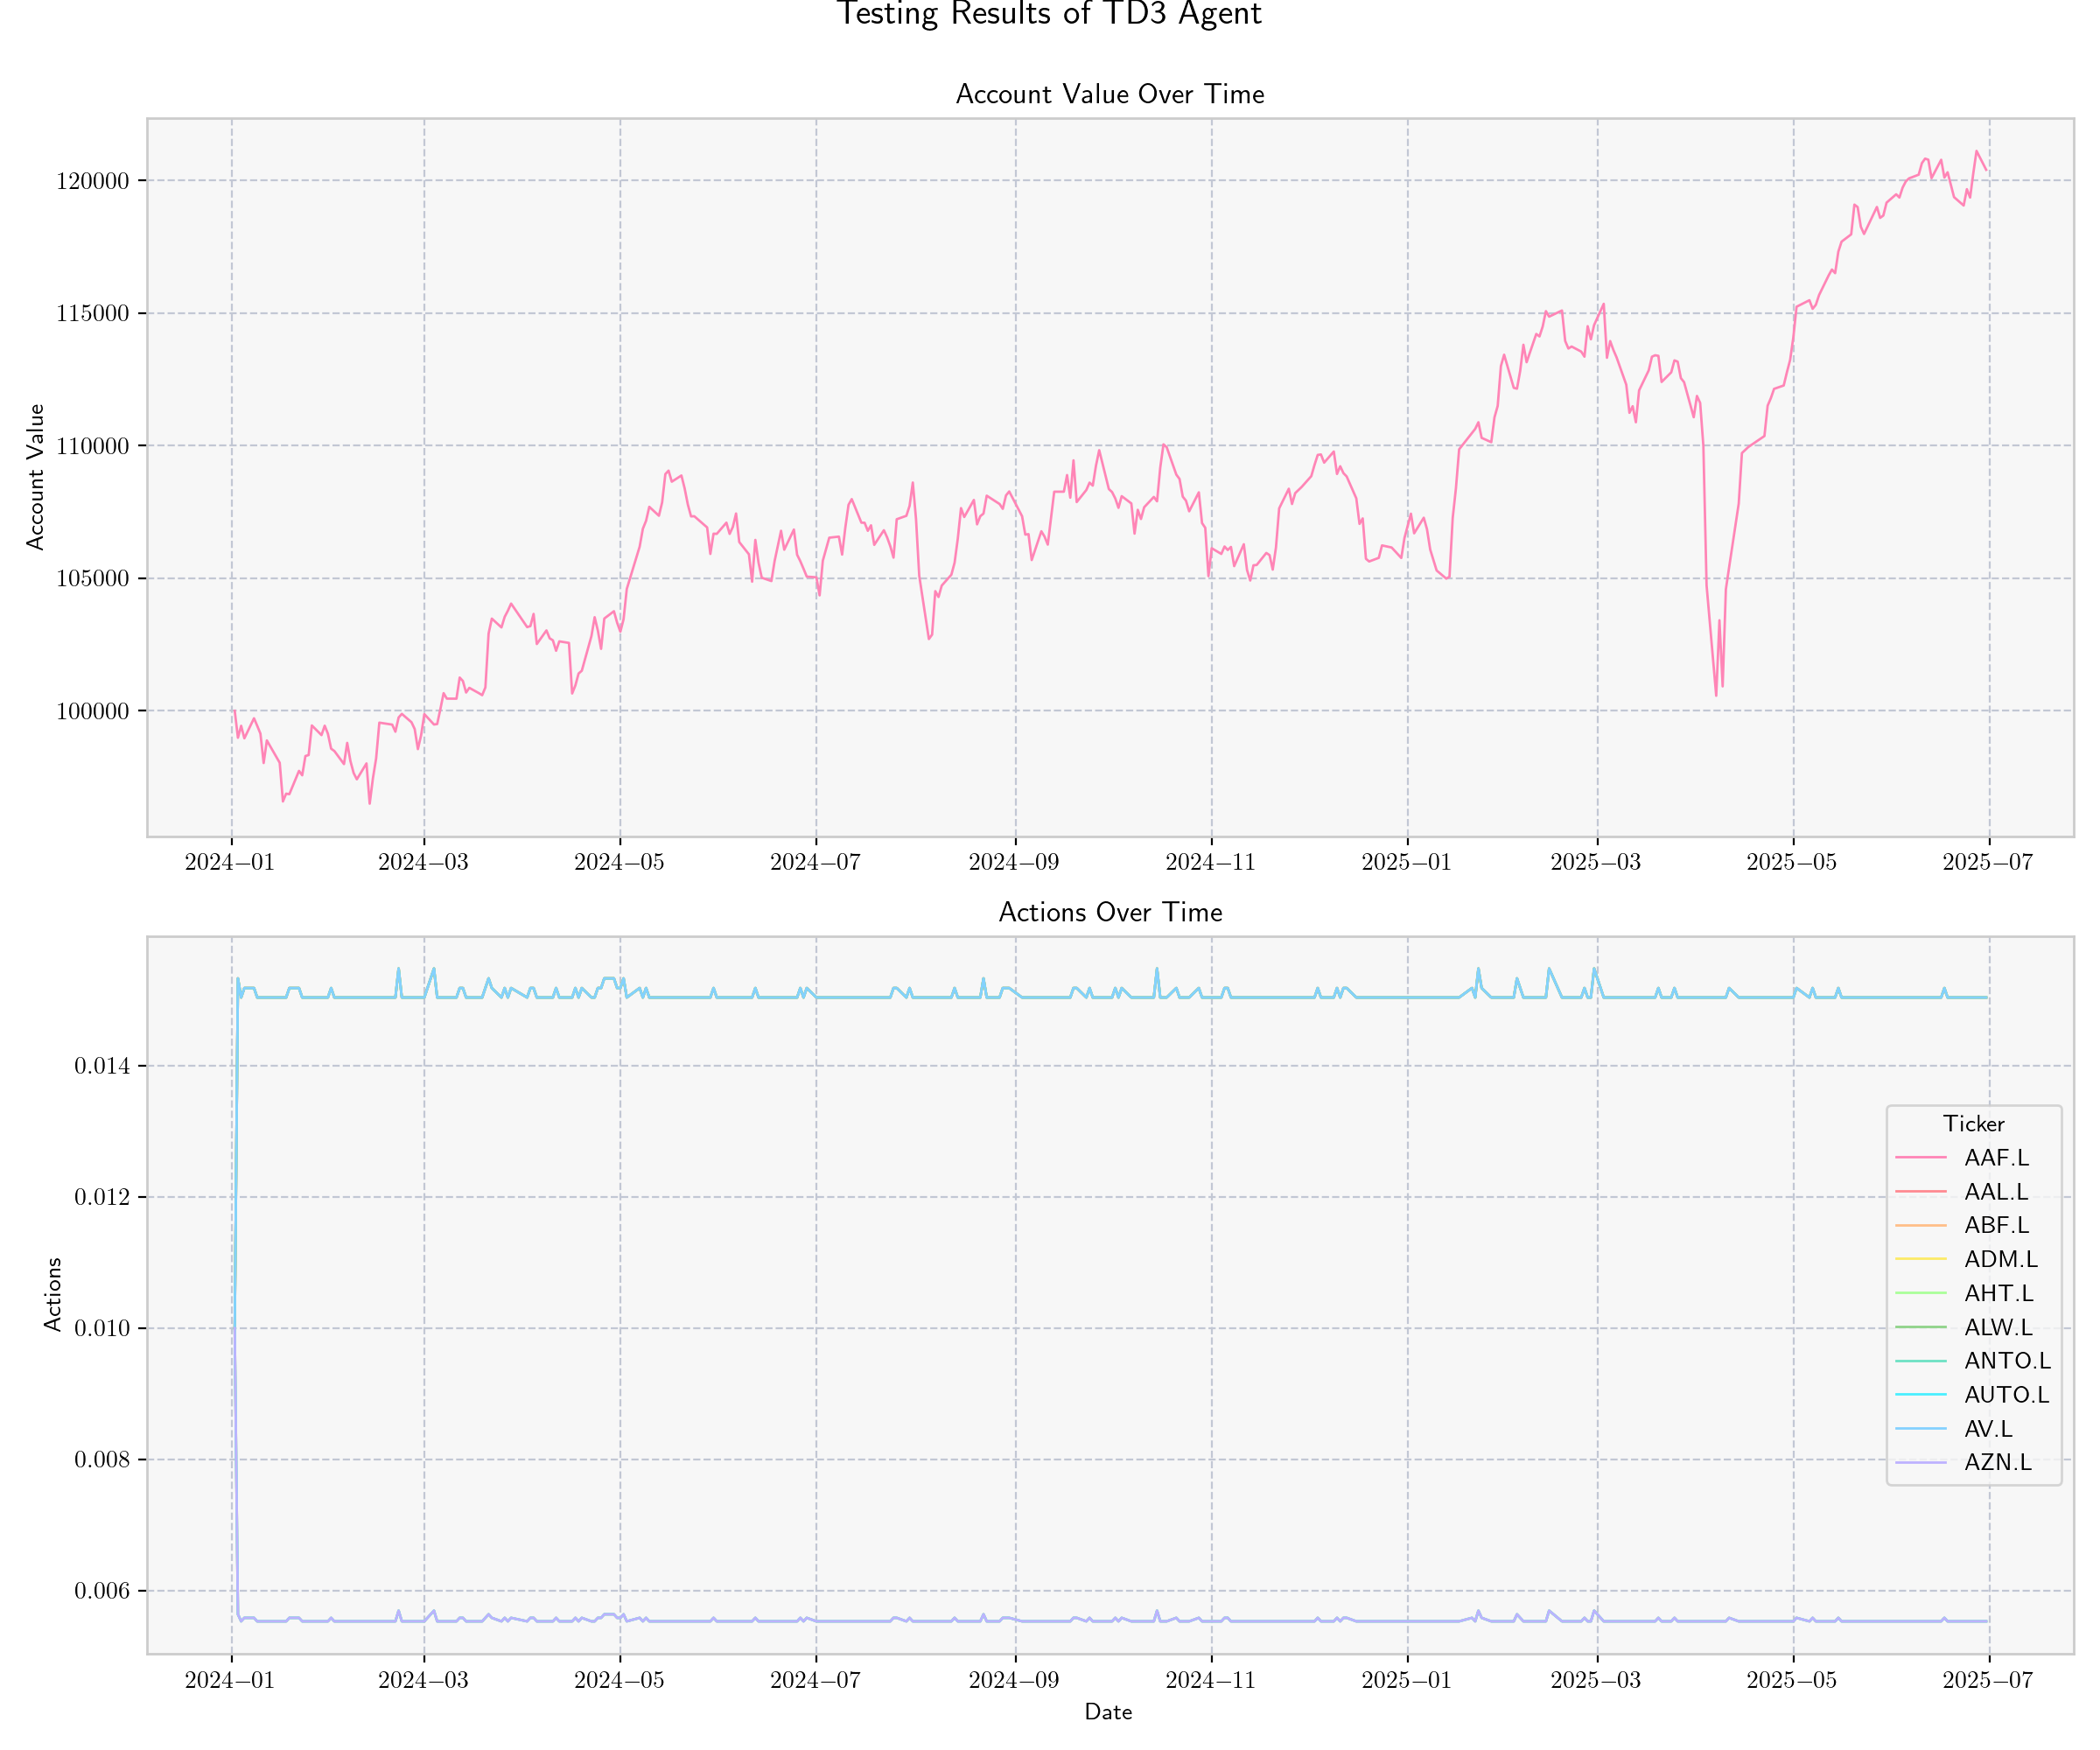 Testing Results of TD3 Agent
Account Value Over Time
Account Value
120000
115000
110000
105000
100000
2024−01 2024−03 2024−05 2024−07 2024−09 2024−11 2025−01 2025−03 2025−05 2025−07
Actions Over Time
Actions
0.014
0.012
0.010
0.008
0.006
Ticker
AAF.L
AAL.L
ABF.L
ADM.L
AHT.L
ALW.L
ANTO.L
AUTO.L
AV.L
AZN.L
2024−01 2024−03 2024−05 2024−07 2024−09 2024−11 2025−01 2025−03 2025−05 2025−07
Date